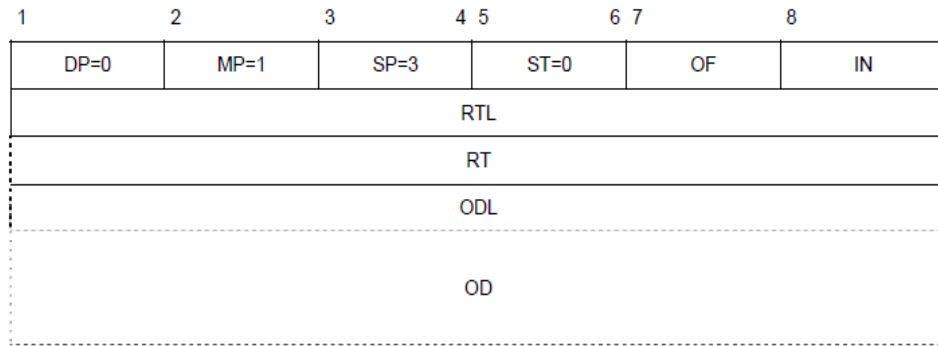 1 2 3 4 5 6 7 8
DP=0 MP=1 SP=3 ST=0 OF IN
RTL
RT
ODL
OD